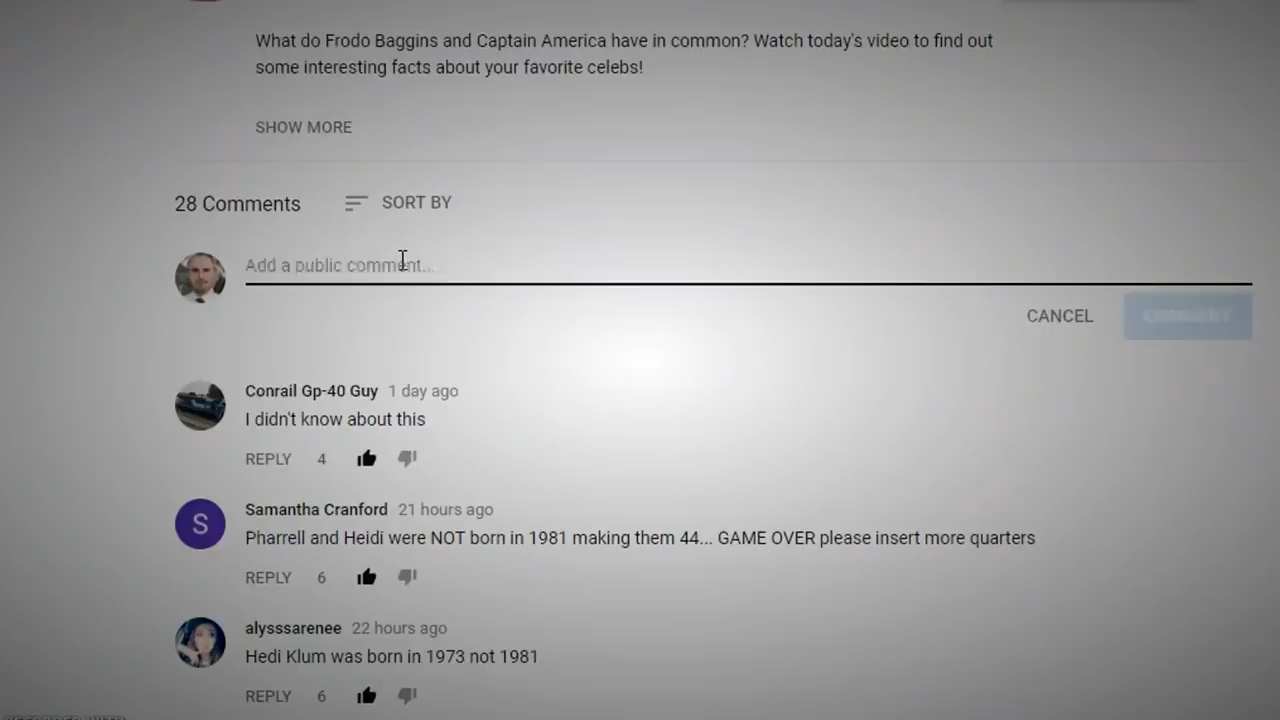 What do Frodo Baggins and Captain America have in common? Watch today's video to find out
some interesting facts about your favorite celebs!
SHOW MORE
28 Comments
SORT BY
Add a public comment...
CANCEL
COMMENT
Conrail Gp-40 Guy 1 day ago
I didn't know about this
REPLY 4
S
Samantha Cranford 21 hours ago
Pharrell and Heidi were NOT born in 1981 making them 44... GAME OVER please insert more quarters
REPLY 6
alysssarenee 22 hours ago
Hedi Klum was born in 1973 not 1981
REPLY 6